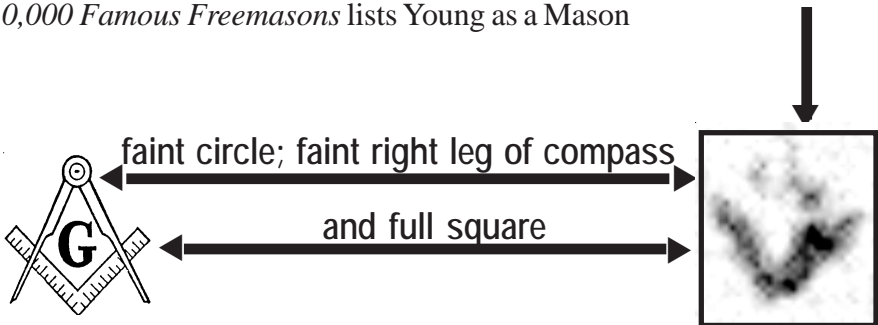 0,000 Famous Freemasons lists Young as a Mason
faint circle; faint right leg of compass
and full square
G